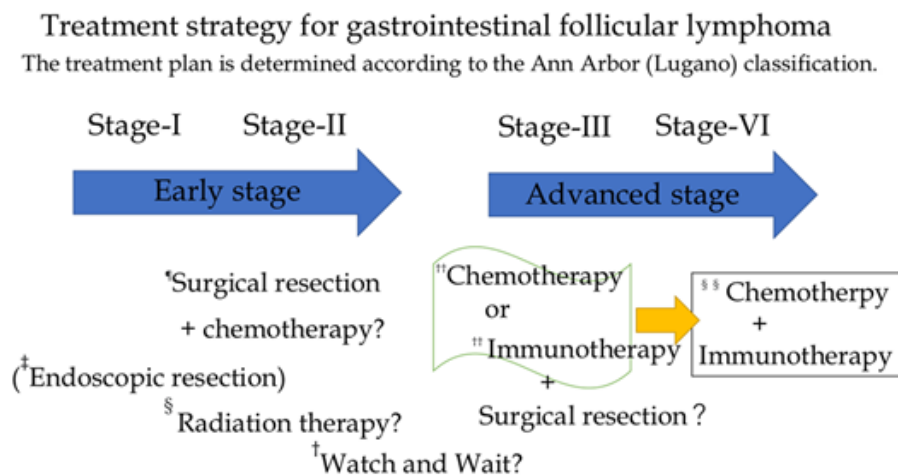 Treatment strategy for gastrointestinal follicular lymphoma
The treatment plan is determined according to the Ann Arbor (Lugano) classification.
Stage-I Stage-II
Stage-III Stage-VI
Early stage
Advanced stage
¶Surgical resection
+ chemotherapy?
(‡Endoscopic resection)
§Radiation therapy?
†Watch and Wait?
††Chemotherapy
or
††Immunotherapy
+
Surgical resection?
§§Chemotherpy
+
Immunotherapy